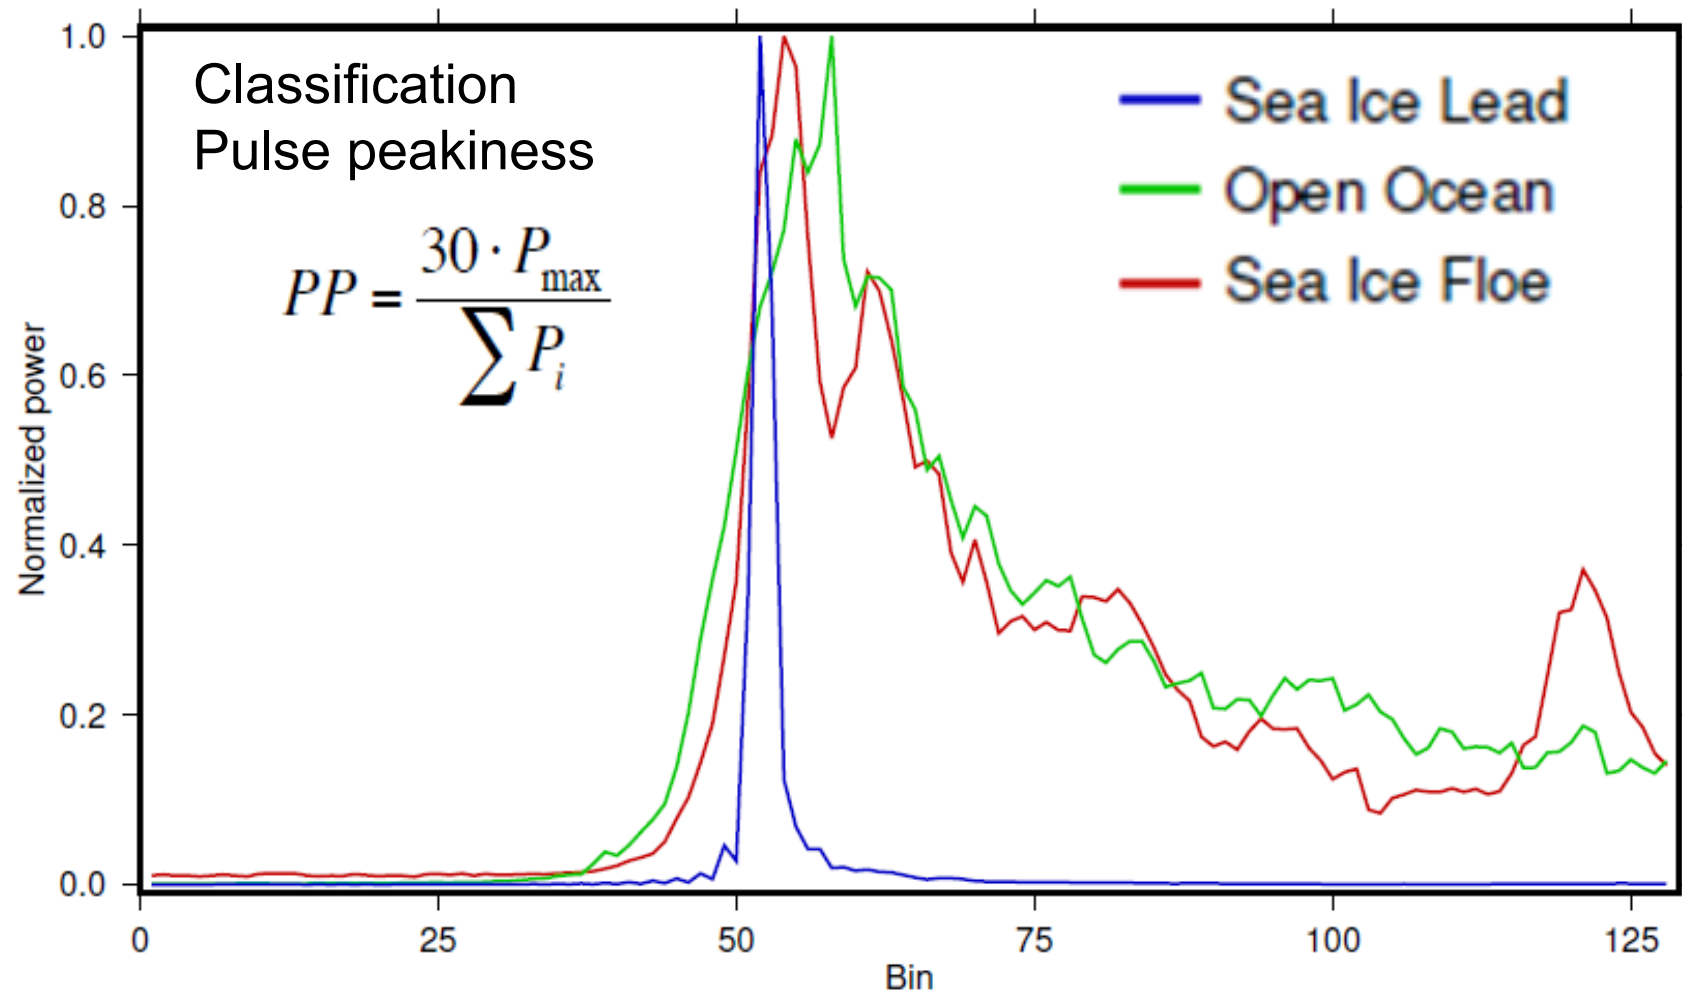 Classification
Pulse peakiness
PP = 30 · Pmax / ∑ Pi
Sea Ice Lead
Open Ocean
Sea Ice Floe
Normalized power
1.0
0.8
0.6
0.4
0.2
0.0
0 25 50 75 100 125
Bin